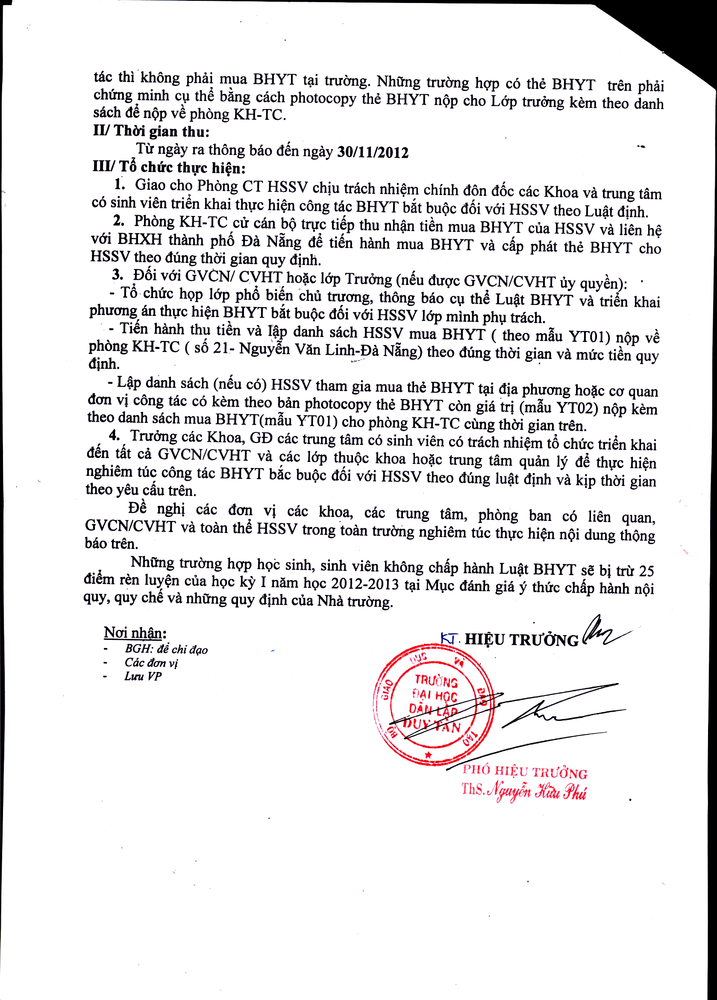 tác thì không phải mua BHYT tại trường. Những trường hợp có thẻ BHYT trên phải
chứng minh cụ thể bằng cách photocopy thẻ BHYT nộp cho Lớp trưởng kèm theo danh
sách để nộp về phòng KH-TC.
II/ Thời gian thu:
Từ ngày ra thông báo đến ngày 30/11/2012
III/ Tổ chức thực hiện:
1. Giao cho Phòng CT HSSV chịu trách nhiệm chính đôn đốc các Khoa và trung tâm
có sinh viên triển khai thực hiện công tác BHYT bắt buộc đối với HSSV theo Luật định.
2. Phòng KH-TC cử cán bộ trực tiếp thu nhận tiền mua BHYT của HSSV và liên hệ
với BHXH thành phố Đà Nẵng để tiến hành mua BHYT và cấp phát thẻ BHYT cho
HSSV theo đúng thời gian quy định.
3. Đối với GVCN/ CVHT hoặc lớp Trưởng (nếu được GVCN/CVHT ủy quyền):
- Tổ chức họp lớp phổ biến chủ trương, thông báo cụ thể Luật BHYT và triển khai
phương án thực hiện BHYT bắt buộc đối với HSSV lớp mình phụ trách.
- Tiến hành thu tiền và lập danh sách HSSV mua BHYT ( theo mẫu YT01) nộp về
phòng KH-TC ( số 21- Nguyễn Văn Linh-Đà Nẵng) theo đúng thời gian và mức tiền quy
định.
- Lập danh sách (nếu có) HSSV tham gia mua thẻ BHYT tại địa phương hoặc cơ quan
đơn vị công tác có kèm theo bản photocopy thẻ BHYT còn giá trị (mẫu YT02) nộp kèm
theo danh sách mua BHYT(mẫu YT01) cho phòng KH-TC cùng thời gian trên.
4. Trưởng các Khoa, GĐ các trung tâm có sinh viên có trách nhiệm tổ chức triển khai
đến tất cả GVCN/CVHT và các lớp thuộc khoa hoặc trung tâm quản lý để thực hiện
nghiêm túc công tác BHYT bắc buộc đối với HSSV theo đúng luật định và kịp thời gian
theo yêu cấu trên.
Đề nghị các đơn vị các khoa, các trung tâm, phòng ban có liên quan,
GVCN/CVHT và toàn thể HSSV trong toàn trường nghiêm túc thực hiện nội dung thông
báo trên.
Những trường hợp học sinh, sinh viên không chấp hành Luật BHYT sẽ bị trừ 25
điểm rèn luyện của học kỳ I năm học 2012-2013 tại Mục đánh giá ý thức chấp hành nội
quy, quy chế và những quy định của Nhà trường.
Nơi nhận:
- BGH: để chỉ đạo
- Các đơn vị
- Lưu VP
KT. HIỆU TRƯỞNG
BỘ GIÁO DỤC VÀ ĐÀO TẠO
TRƯỜNG
ĐẠI HỌC
DÂN LẬP
DUY TÂN
PHÓ HIỆU TRƯỞNG
ThS. Nguyễn Hữu Phú